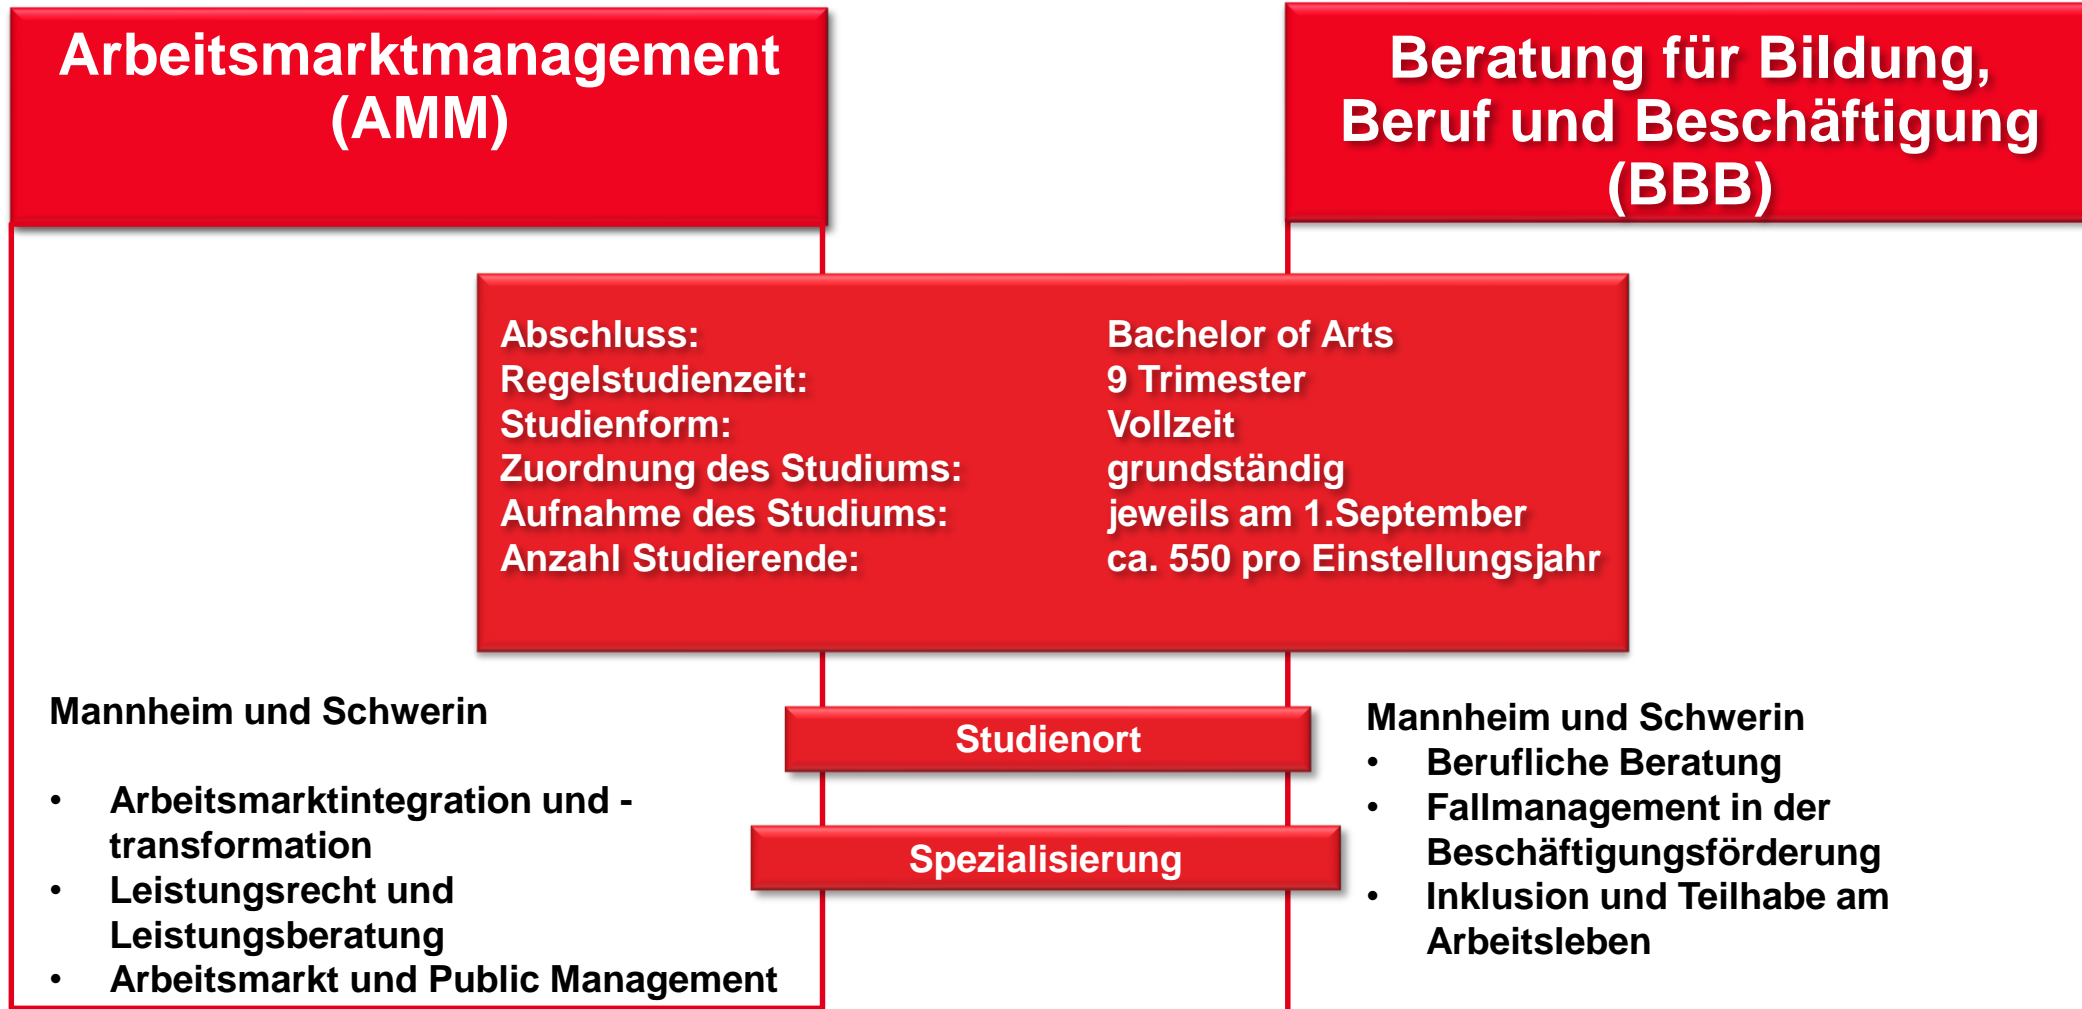 Arbeitsmarktmanagement
(AMM)
Beratung für Bildung,
Beruf und Beschäftigung
(BBB)
Abschluss: Bachelor of Arts
Regelstudienzeit: 9 Trimester
Studienform: Vollzeit
Zuordnung des Studiums: grundständig
Aufnahme des Studiums: jeweils am 1.September
Anzahl Studierende: ca. 550 pro Einstellungsjahr
Mannheim und Schwerin
• Arbeitsmarktintegration und -
transformation
• Leistungsrecht und
Leistungsberatung
• Arbeitsmarkt und Public Management
Studienort
Spezialisierung
Mannheim und Schwerin
• Berufliche Beratung
• Fallmanagement in der
Beschäftigungsförderung
• Inklusion und Teilhabe am
Arbeitsleben